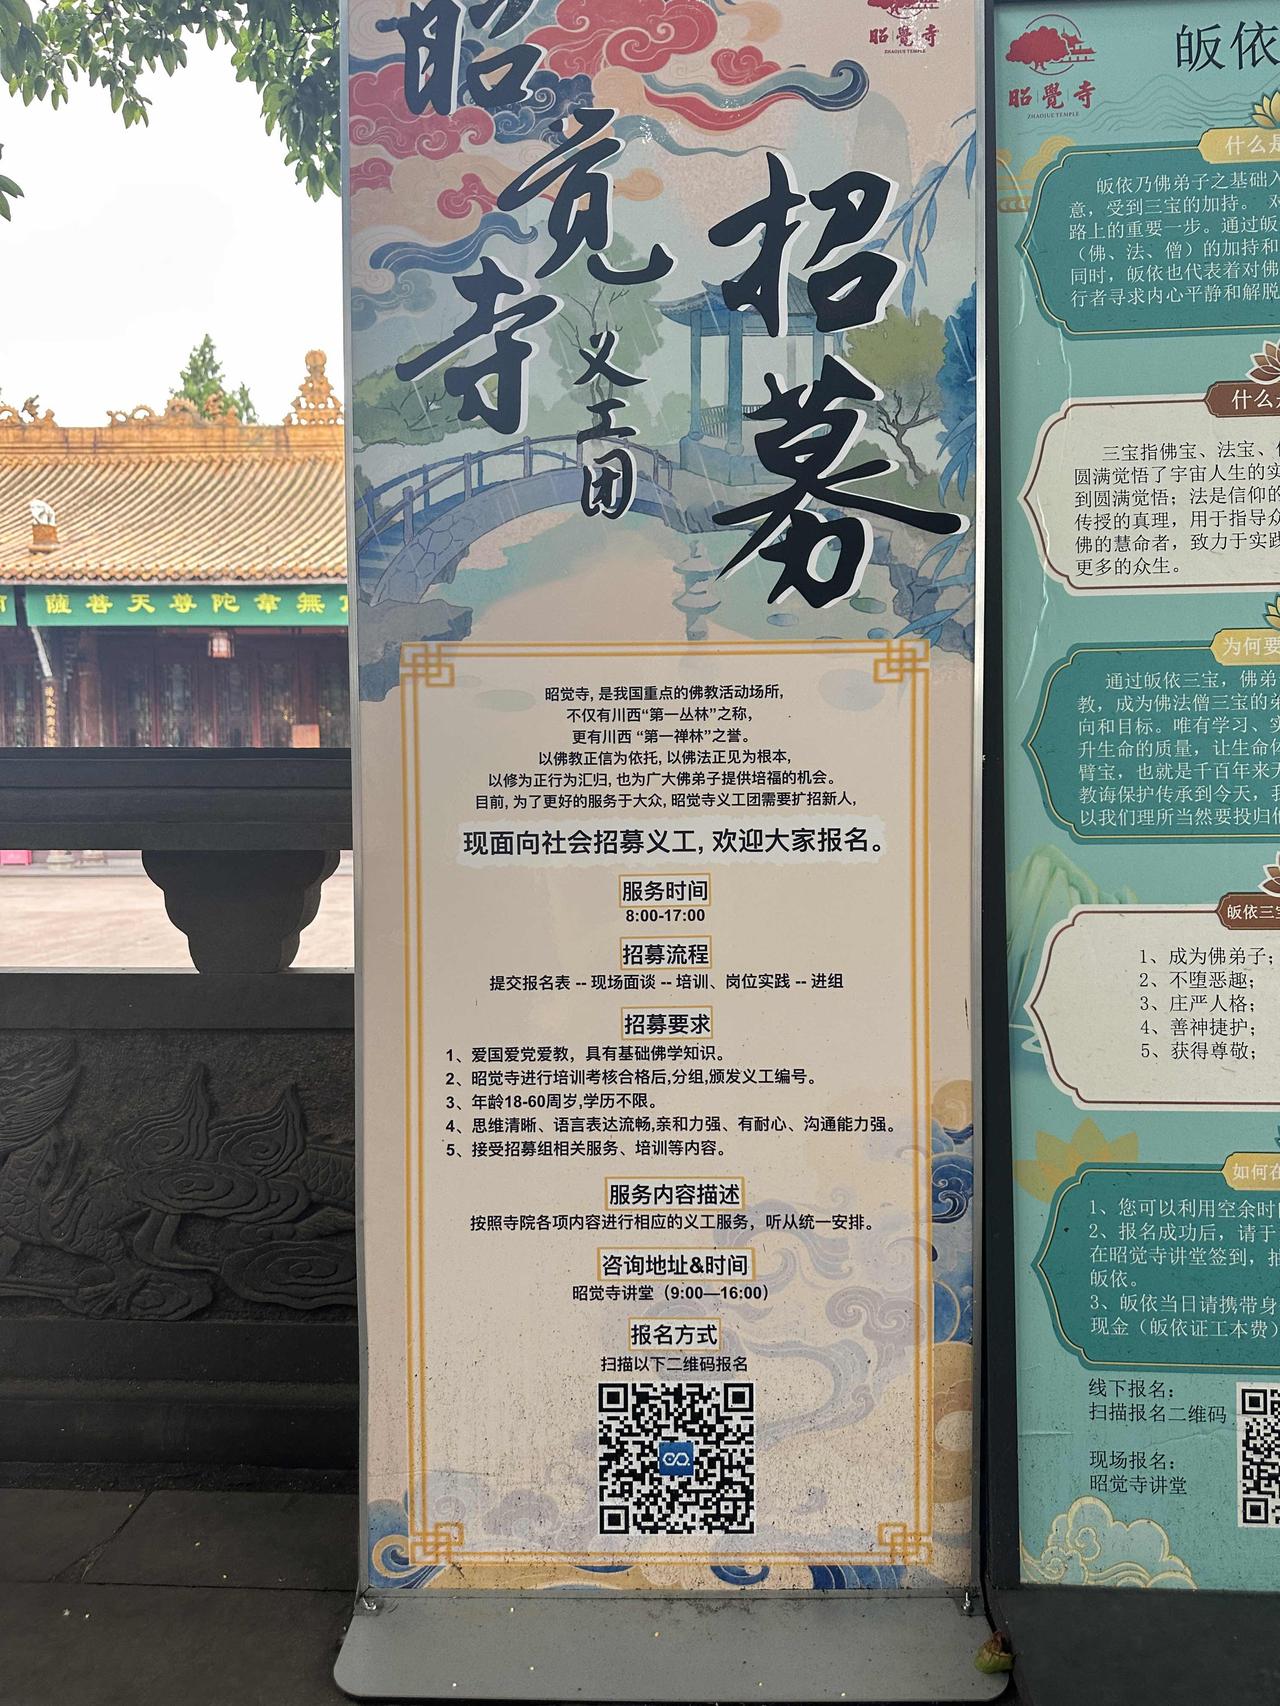 昭觉寺
义工团
招募
昭覺寺
ZHAOJUE TEMPLE
昭觉寺, 是我国重点的佛教活动场所,
不仅有川西“第一丛林”之称,
更有川西 “第一禅林”之誉。
以佛教正信为依托, 以佛法正见为根本,
以修为正行为汇归, 也为广大佛弟子提供培福的机会。
目前, 为了更好的服务于大众, 昭觉寺义工团需要扩招新人,
现面向社会招募义工, 欢迎大家报名。
服务时间
8:00-17:00
招募流程
提交报名表 -- 现场面谈 -- 培训、岗位实践 -- 进组
招募要求
1、爱国爱党爱教，具有基础佛学知识。
2、昭觉寺进行培训考核合格后,分组,颁发义工编号。
3、年龄18-60周岁,学历不限。
4、思维清晰、语言表达流畅,亲和力强、有耐心、沟通能力强。
5、接受招募组相关服务、培训等内容。
服务内容描述
按照寺院各项内容进行相应的义工服务，听从统一安排。
咨询地址&时间
昭觉寺讲堂（9:00—16:00）
报名方式
扫描以下二维码报名
昭覺寺
ZHAOJUE TEMPLE
皈依
什么是
皈依乃佛弟子之基础入
意，受到三宝的加持。 对
路上的重要一步。通过皈
（佛、法、僧）的加持和
同时，皈依也代表着对佛
行者寻求内心平静和解脱
什么
三宝指佛宝、法宝、
圆满觉悟了宇宙人生的实
到圆满觉悟；法是信仰的
传授的真理，用于指导众
佛的慧命者，致力于实践
更多的众生。
为何要
通过皈依三宝，佛弟
教，成为佛法僧三宝的弟
向和目标。唯有学习、实
升生命的质量，让生命
臂宝，也就是千百年来
教诲保护传承到今天，我
以我们理所当然要投归
皈依三宝
1、成为佛弟子；
2、不堕恶趣；
3、庄严人格；
4、善神捷护；
5、获得尊敬；
如何在
1、您可以利用空余时
2、报名成功后，请于
在昭觉寺讲堂签到，
皈依。
3、皈依当日请携带身
现金（皈依证工本费）
线下报名：
扫描报名二维码
现场报名：
昭觉寺讲堂
薩菩天尊陀韋無